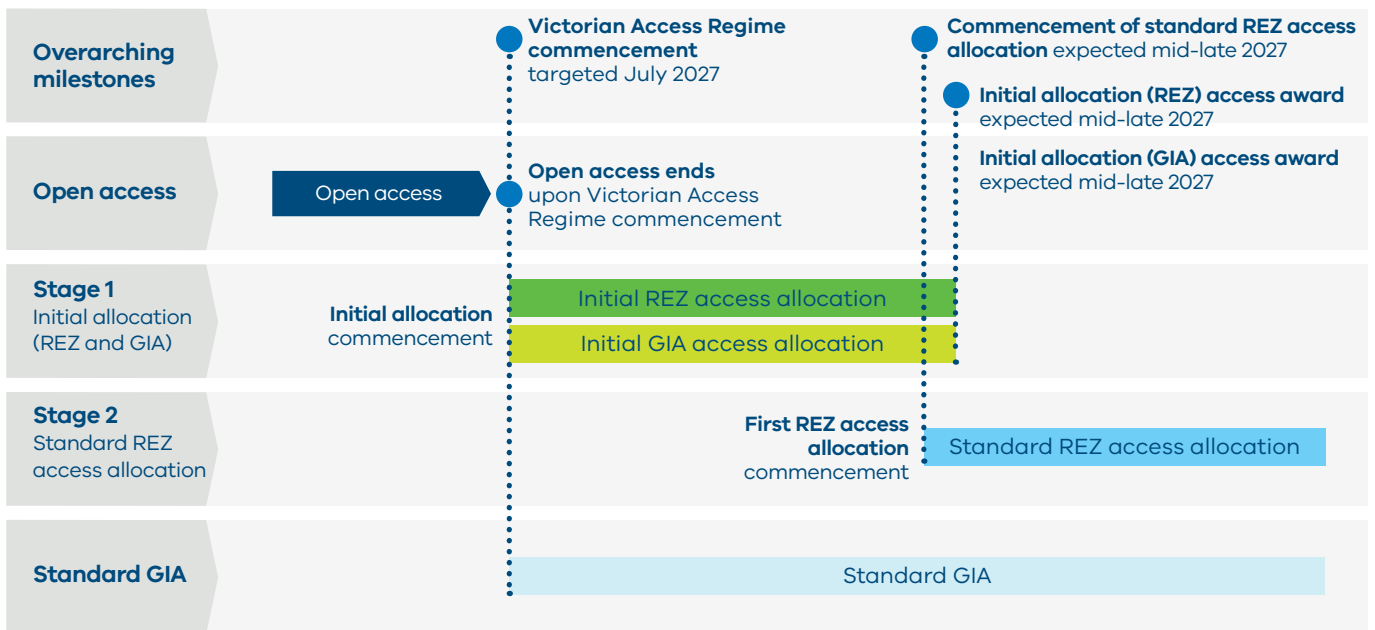 Overarching
milestones
Victorian Access Regime
commencement
targeted July 2027
Commencement of standard REZ access
allocation expected mid-late 2027
Initial allocation (REZ) access award
expected mid-late 2027
Initial allocation (GIA) access award
expected mid-late 2027
Open access
Open access
Open access ends
upon Victorian Access
Regime commencement
Stage 1
Initial allocation
(REZ and GIA)
Initial allocation
commencement
Initial REZ access allocation
Initial GIA access allocation
Stage 2
Standard REZ
access allocation
First REZ access
allocation
commencement
Standard REZ access allocation
Standard GIA
Standard GIA